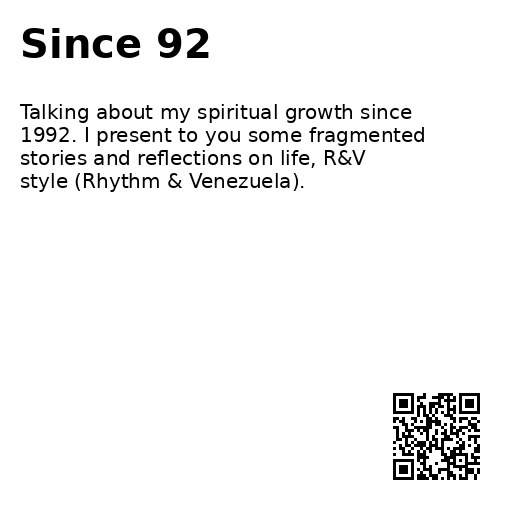 Since 92
Talking about my spiritual growth since
1992. I present to you some fragmented
stories and reflections on life, R&V
style (Rhythm & Venezuela).